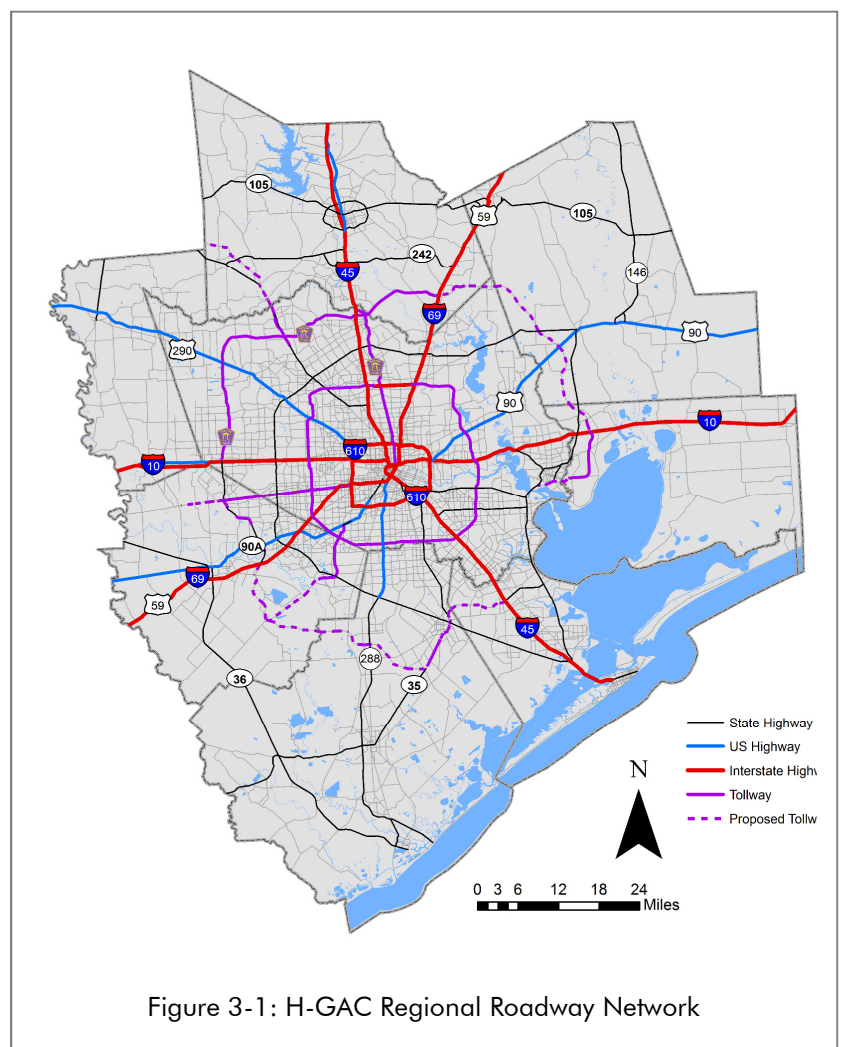 105
59
105
242
45
146
69
290
90
90
10
610
10
610
90A
69
59
45
288
36
35
State Highway
US Highway
Interstate Highw
Tollway
Proposed Tollw
N
0 3 6 12 18 24
Miles
Figure 3-1: H-GAC Regional Roadway Network